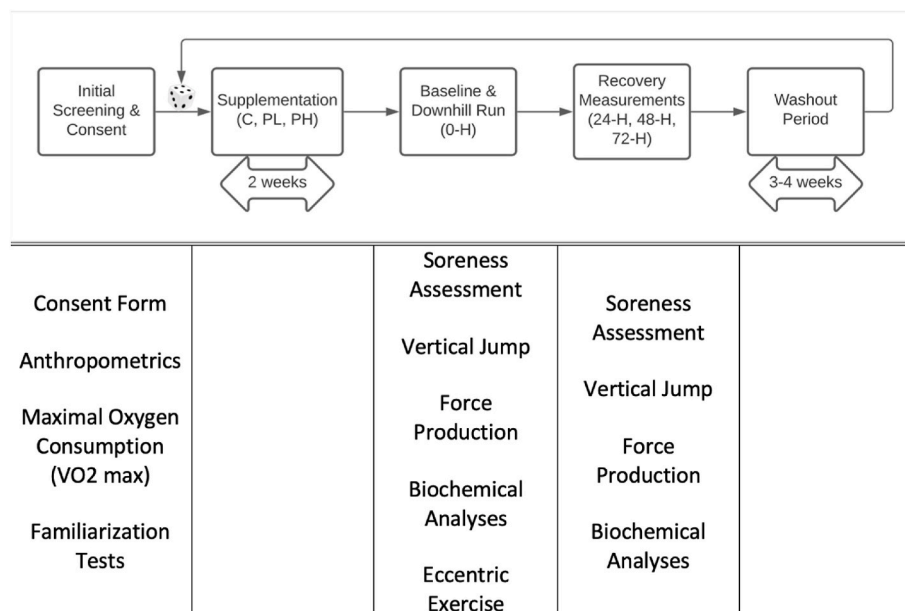 Initial
Screening &
Consent
Supplementation
(C, PL, PH)
2 weeks
Baseline &
Downhill Run
(0-H)
Recovery
Measurements
(24-H, 48-H,
72-H)
Washout
Period
3-4 weeks
Consent Form
Anthropometrics
Maximal Oxygen
Consumption
(VO2 max)
Familiarization
Tests
Soreness
Assessment
Vertical Jump
Force
Production
Biochemical
Analyses
Eccentric
Exercise
Soreness
Assessment
Vertical Jump
Force
Production
Biochemical
Analyses